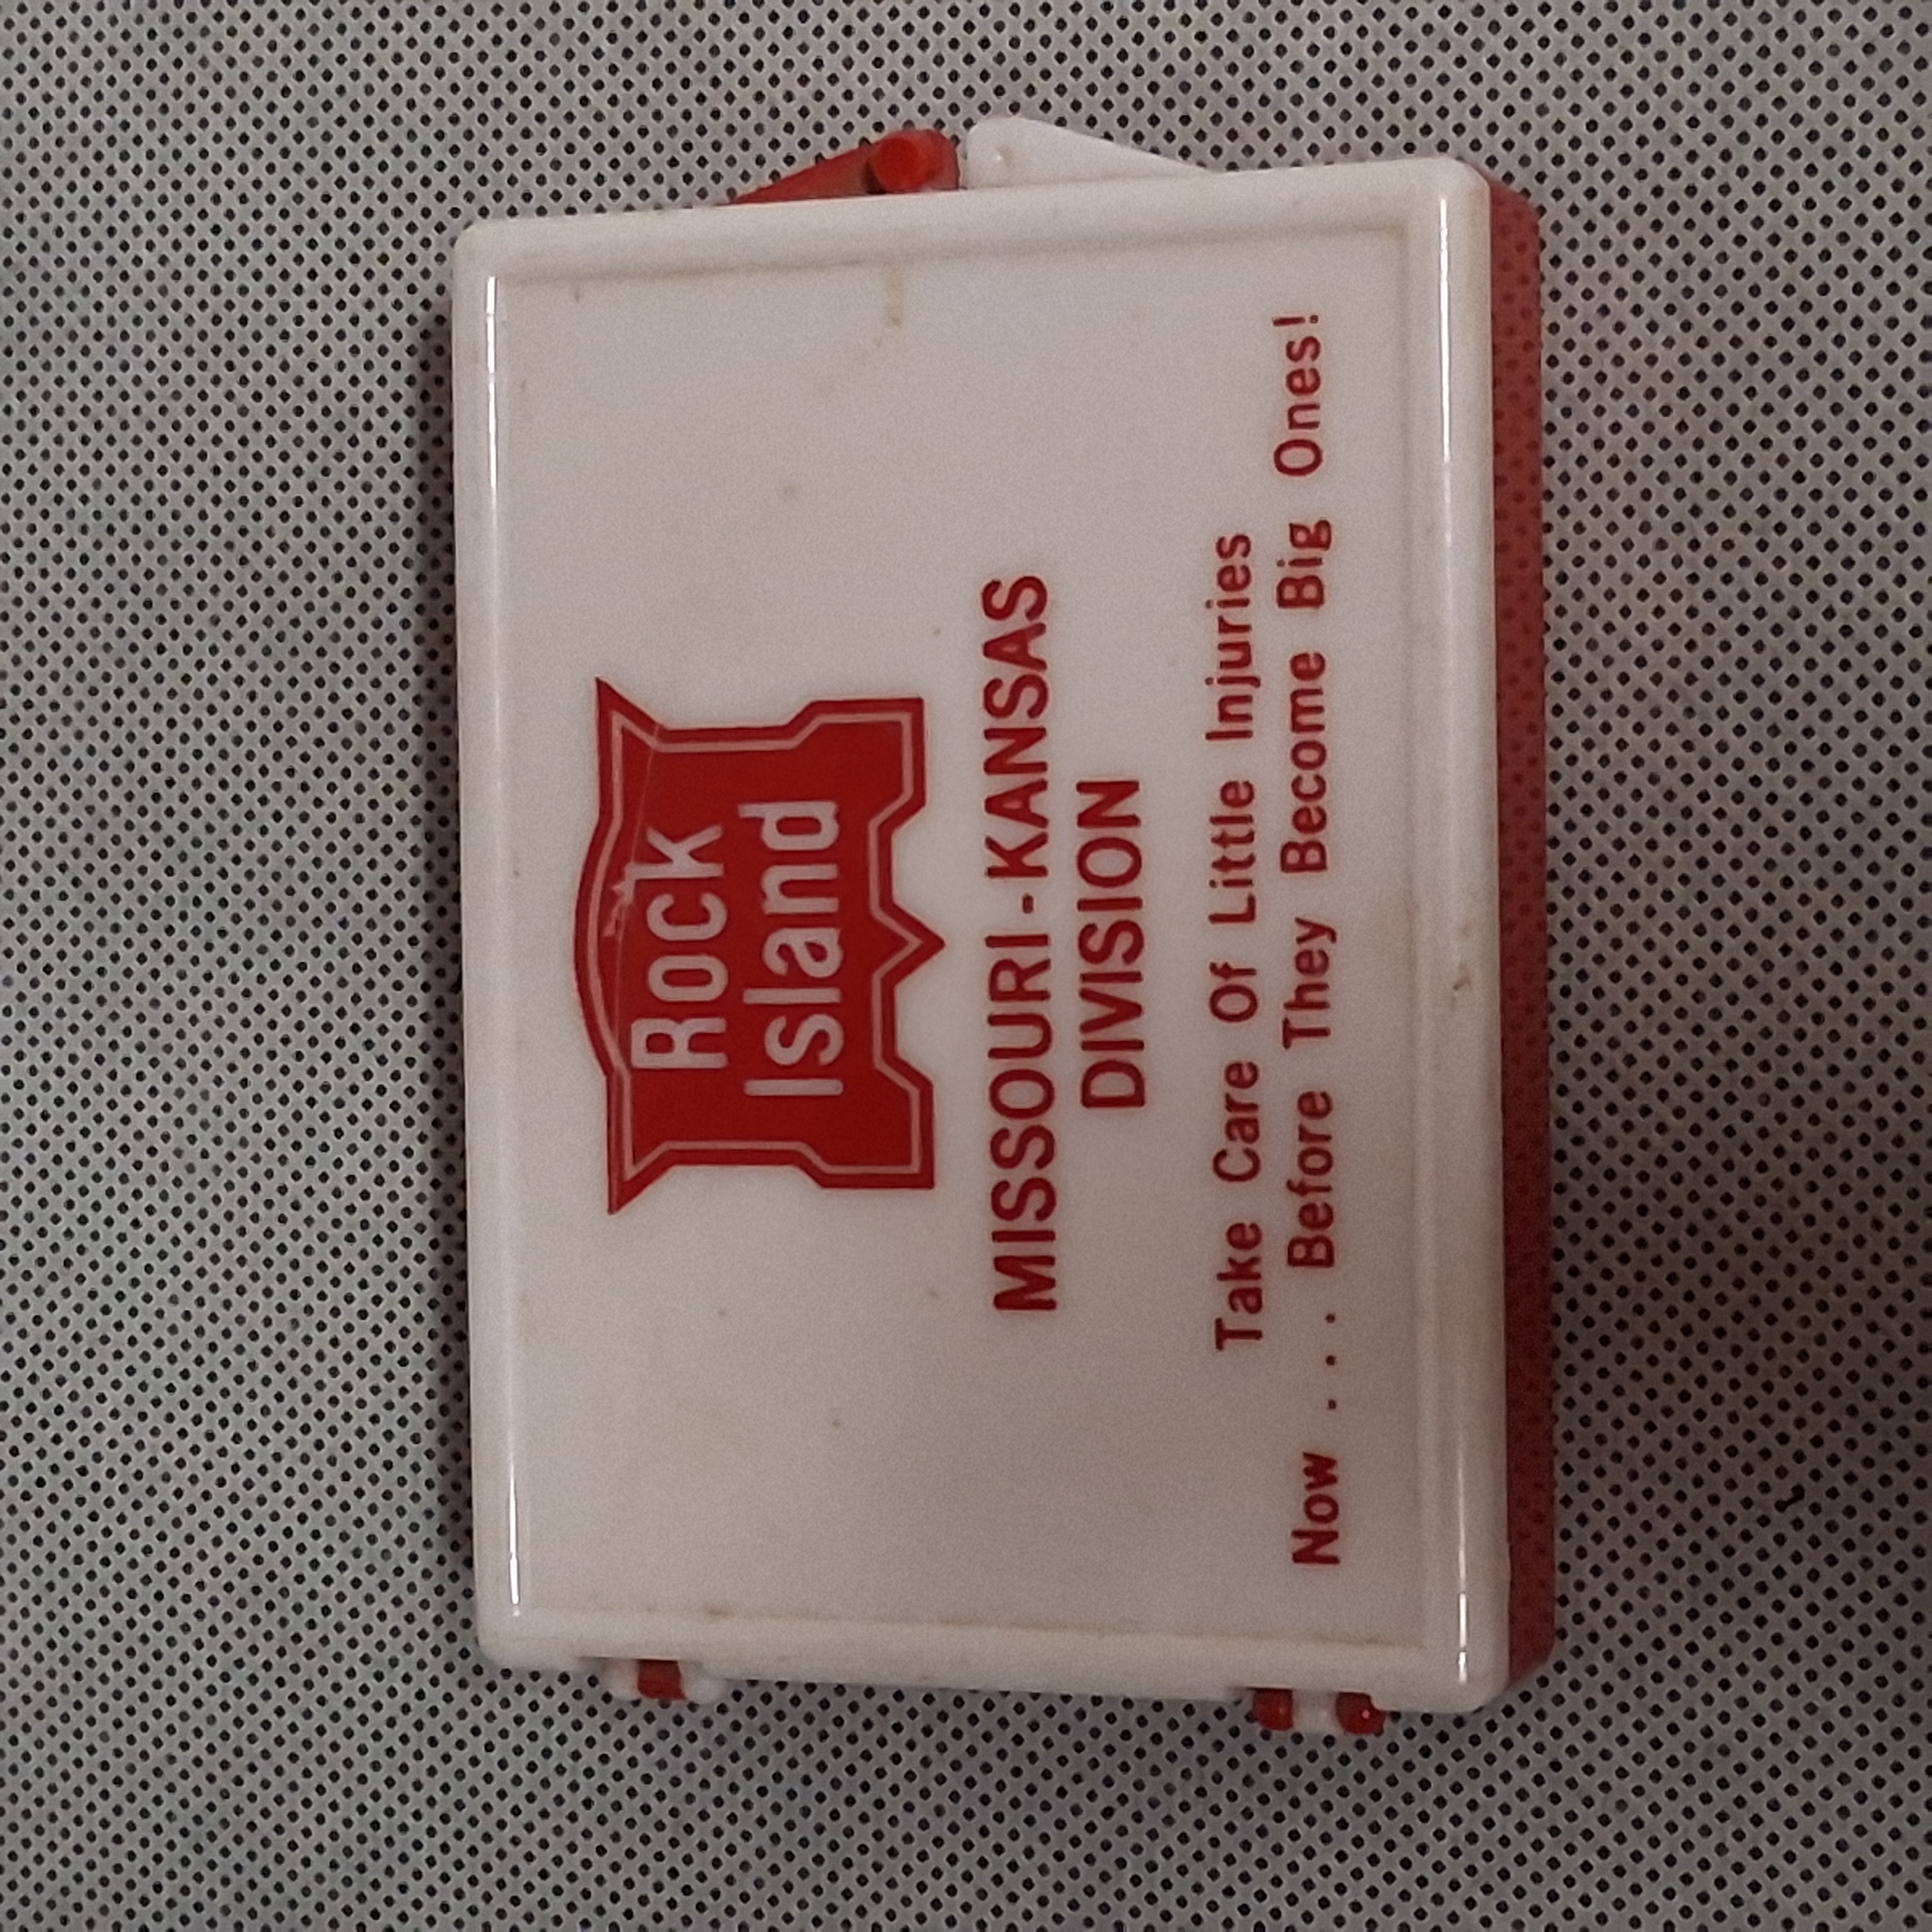 Rock
Island
MISSOURI-KANSAS
DIVISION
Take Care Of Little Injuries
Now . . . Before They Become Big Ones!